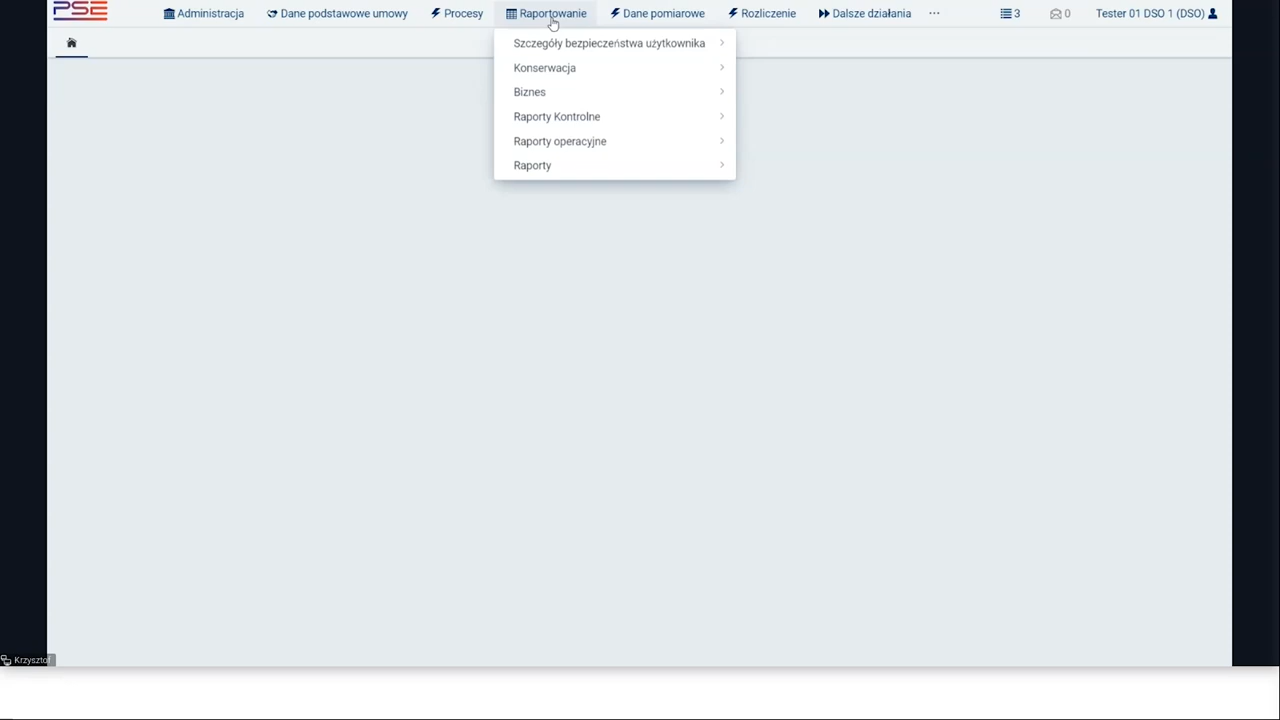 PSE
Administracja
Dane podstawowe umowy
Procesy
Raportowanie
Dane pomiarowe
Rozliczenie
Dalsze działania
...
3
0
Tester 01 DSO 1 (DSO)
Szczegóły bezpieczeństwa użytkownika
Konserwacja
Biznes
Raporty Kontrolne
Raporty operacyjne
Raporty
Krzysztof